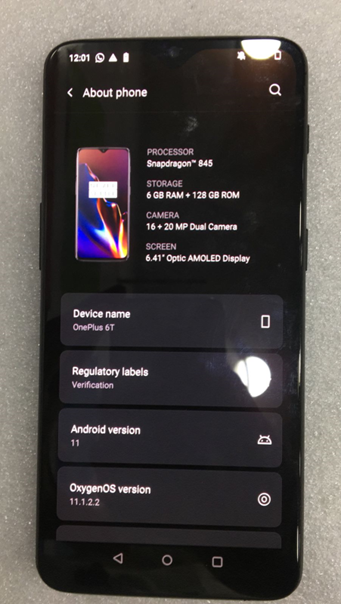 12:01
About phone
PROCESSOR
Snapdragon™ 845
STORAGE
6 GB RAM + 128 GB ROM
CAMERA
16 + 20 MP Dual Camera
SCREEN
6.41" Optic AMOLED Display
Device name
OnePlus 6T
Regulatory labels
Verification
Android version
11
OxygenOS version
11.1.2.2